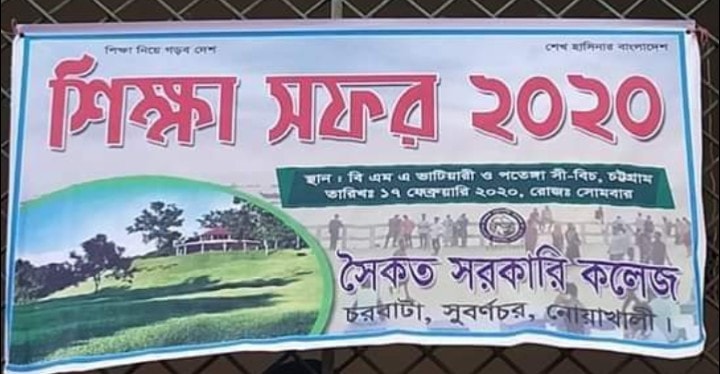 শিক্ষা নিয়ে গড়ব দেশ
শেখ হাসিনার বাংলাদেশ
শিক্ষা সফর ২০২০
স্থান : বি এম এ ভাটিয়ারী ও পতেঙ্গা সী-বিচ, চট্টগ্রাম
তারিখঃ ১৭ ফেব্রুয়ারি ২০২০, রোজঃ সোমবার
সৈকত সরকারি কলেজ
চরবাটা, সুবর্ণচর, নোয়াখালী ।